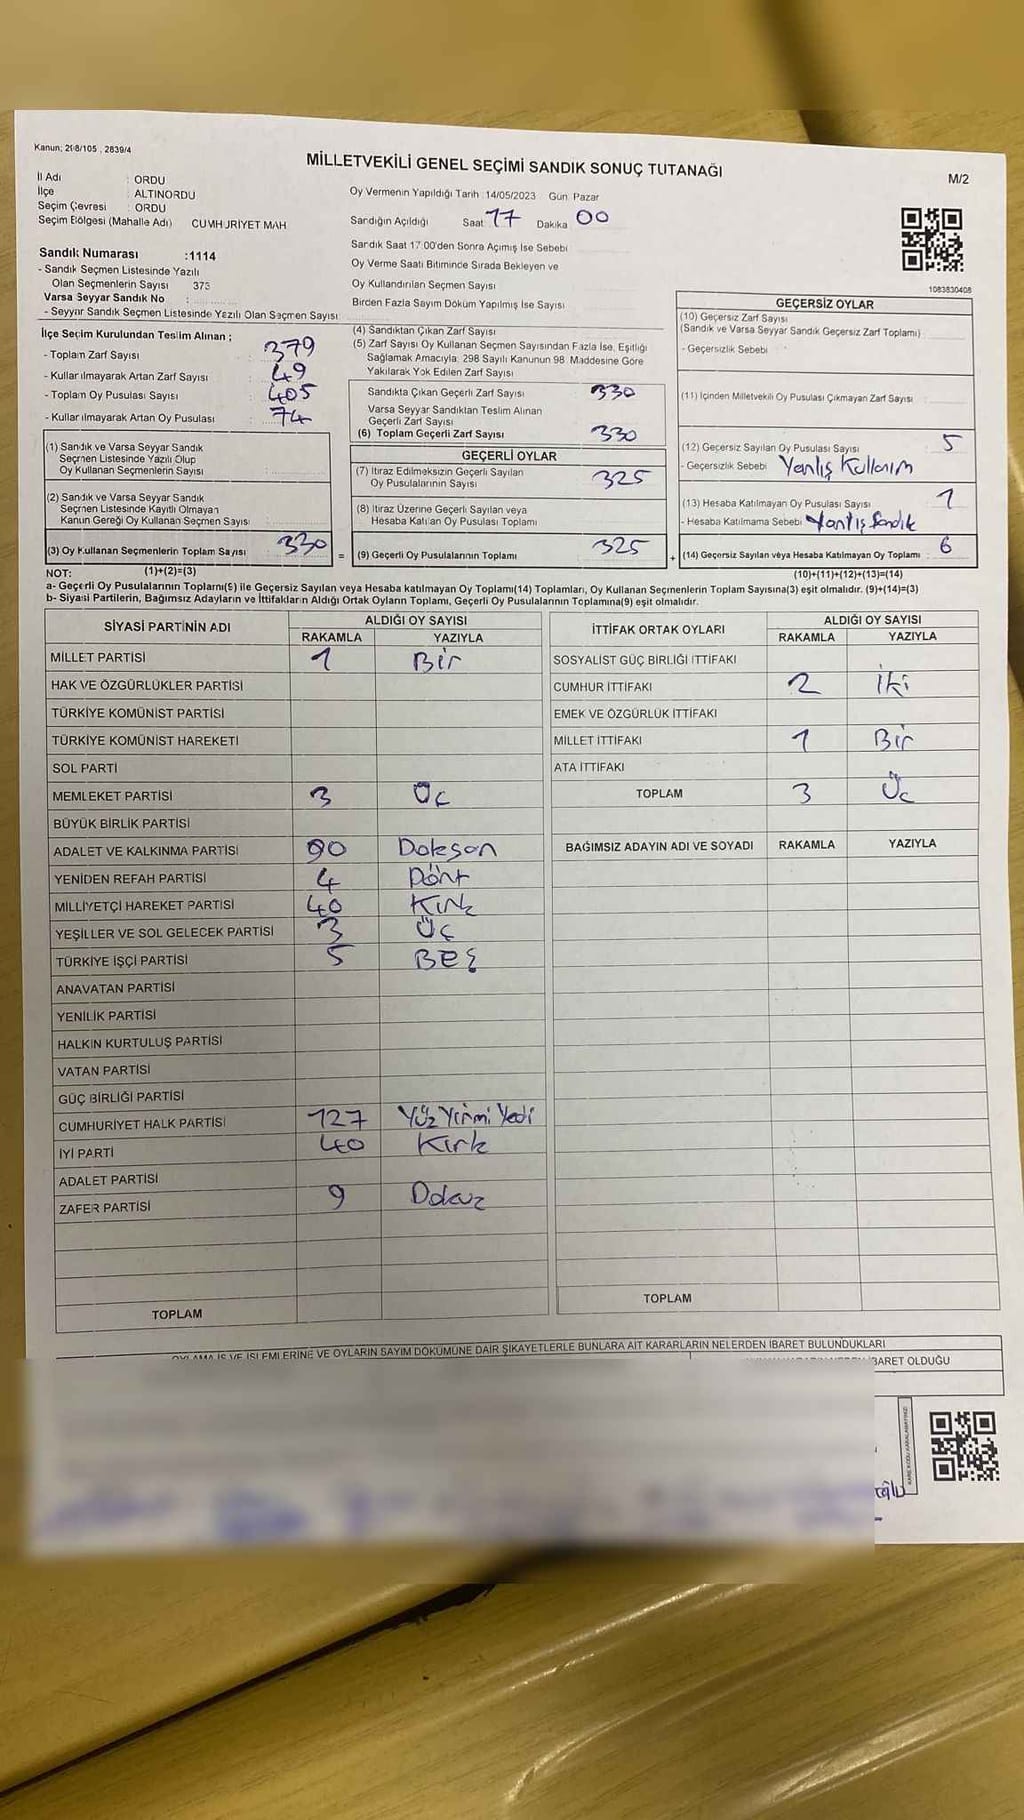 Kanun; 298/105 , 2839/4
MİLLETVEKİLİ GENEL SEÇİMİ SANDIK SONUÇ TUTANAĞI
M/2
İl Adı : ORDU
İlçe : ALTINORDU
Seçim Çevresi : ORDU
Seçim Bölgesi (Mahalle Adı) CUMHURİYET MAH
Oy Vermenin Yapıldığı Tarih : 14/05/2023 Gün: Pazar
Sandığın Açıldığı Saat 17 Dakika 00
Sandık Saat 17:00'den Sonra Açımış İse Sebebi
Oy Verme Saati Bitiminde Sırada Bekleyen ve
Oy Kullandırılan Seçmen Sayısı
Birden Fazla Sayım Döküm Yapılmış İse Sayısı
Sandık Numarası :1114
- Sandık Seçmen Listesinde Yazılı
Olan Seçmenlerin Sayısı 373
Varsa Seyyar Sandık No :
- Seyyar Sandık Seçmen Listesinde Yazılı Olan Seçmen Sayısı :
İlçe Seçim Kurulundan Teslim Alınan ;
- Toplam Zarf Sayısı : 379
- Kullanılmayarak Artan Zarf Sayısı : 49
- Toplam Oy Pusulası Sayısı : 405
- Kullanılmayarak Artan Oy Pusulası : 74
(1) Sandık ve Varsa Seyyar Sandık
Seçmen Listesinde Yazılı Olup
Oy Kullanan Seçmenlerin Sayısı :
(2) Sandık ve Varsa Seyyar Sandık
Seçmen Listesinde Kayıtlı Olmayan
Kanun Gereği Oy Kullanan Seçmen Sayısı :
(3) Oy Kullanan Seçmenlerin Toplam Sayısı 330
(1)+(2)=(3)
(4) Sandıktan Çıkan Zarf Sayısı
(5) Zarf Sayısı Oy Kullanan Seçmen Sayısından Fazla İse, Eşitliği
Sağlamak Amacıyla, 298 Sayılı Kanunun 98. Maddesine Göre
Yakılarak Yok Edilen Zarf Sayısı
Sandıkta Çıkan Geçerli Zarf Sayısı 330
Varsa Seyyar Sandıktan Teslim Alınan
Geçerli Zarf Sayısı
(6) Toplam Geçerli Zarf Sayısı 330
GEÇERLİ OYLAR
(7) İtiraz Edilmeksizin Geçerli Sayılan
Oy Pusulalarının Sayısı 325
(8) İtiraz Üzerine Geçerli Sayılan veya
Hesaba Katılan Oy Pusulası Toplamı
= (9) Geçerli Oy Pusulalarının Toplamı 325
1083830408
GEÇERSİZ OYLAR
(10) Geçersiz Zarf Sayısı
(Sandık ve Varsa Seyyar Sandık Geçersiz Zarf Toplamı)
- Geçersizlik Sebebi
(11) İçinden Milletvekili Oy Pusulası Çıkmayan Zarf Sayısı
(12) Geçersiz Sayılan Oy Pusulası Sayısı 5
- Geçersizlik Sebebi Yanlış Kullanım
(13) Hesaba Katılmayan Oy Pusulası Sayısı 1
- Hesaba Katılmama Sebebi Yanlış Sandık
+ (14) Geçersiz Sayılan veya Hesaba Katılmayan Oy Toplamı 6
(10)+(11)+(12)+(13)=(14)
NOT:
a- Geçerli Oy Pusulalarının Toplamı(9) ile Geçersiz Sayılan veya Hesaba katılmayan Oy Toplamı(14) Toplamları, Oy Kullanan Seçmenlerin Toplam Sayısına(3) eşit olmalıdır. (9)+(14)=(3)
b- Siyasi Partilerin, Bağımsız Adayların ve İttifakların Aldığı Ortak Oyların Toplamı, Geçerli Oy Pusulalarının Toplamına(9) eşit olmalıdır.
SİYASİ PARTİNİN ADI ALDIĞI OY SAYISI
RAKAMLA YAZIYLA
MİLLET PARTİSİ 1 Bir
HAK VE ÖZGÜRLÜKLER PARTİSİ
TÜRKİYE KOMÜNİST PARTİSİ
TÜRKİYE KOMÜNİST HAREKETİ
SOL PARTİ
MEMLEKET PARTİSİ 3 Üç
BÜYÜK BİRLİK PARTİSİ
ADALET VE KALKINMA PARTİSİ 90 Doksan
YENİDEN REFAH PARTİSİ 4 Dört
MİLLİYETÇİ HAREKET PARTİSİ 40 Kırk
YEŞİLLER VE SOL GELECEK PARTİSİ 3 Üç
TÜRKİYE İŞÇİ PARTİSİ 5 BEŞ
ANAVATAN PARTİSİ
YENİLİK PARTİSİ
HALKIN KURTULUŞ PARTİSİ
VATAN PARTİSİ
GÜÇ BİRLİĞİ PARTİSİ
CUMHURİYET HALK PARTİSİ 127 Yüz Yirmi Yedi
İYİ PARTİ 40 Kırk
ADALET PARTİSİ
ZAFER PARTİSİ 9 Dokuz
TOPLAM
İTTİFAK ORTAK OYLARI ALDIĞI OY SAYISI
RAKAMLA YAZIYLA
SOSYALİST GÜÇ BİRLİĞİ İTTİFAKI
CUMHUR İTTİFAKI 2 İki
EMEK VE ÖZGÜRLÜK İTTİFAKI
MİLLET İTTİFAKI 1 Bir
ATA İTTİFAKI
TOPLAM 3 Üç
BAĞIMSIZ ADAYIN ADI VE SOYADI RAKAMLA YAZIYLA
TOPLAM
OYLAMA İŞ VE İŞLEMLERİNE VE OYLARIN SAYIM DÖKÜMÜNE DAİR ŞİKAYETLERLE BUNLARA AİT KARARLARIN NELERDEN İBARET BULUNDUKLARI
İBARET OLDUĞU